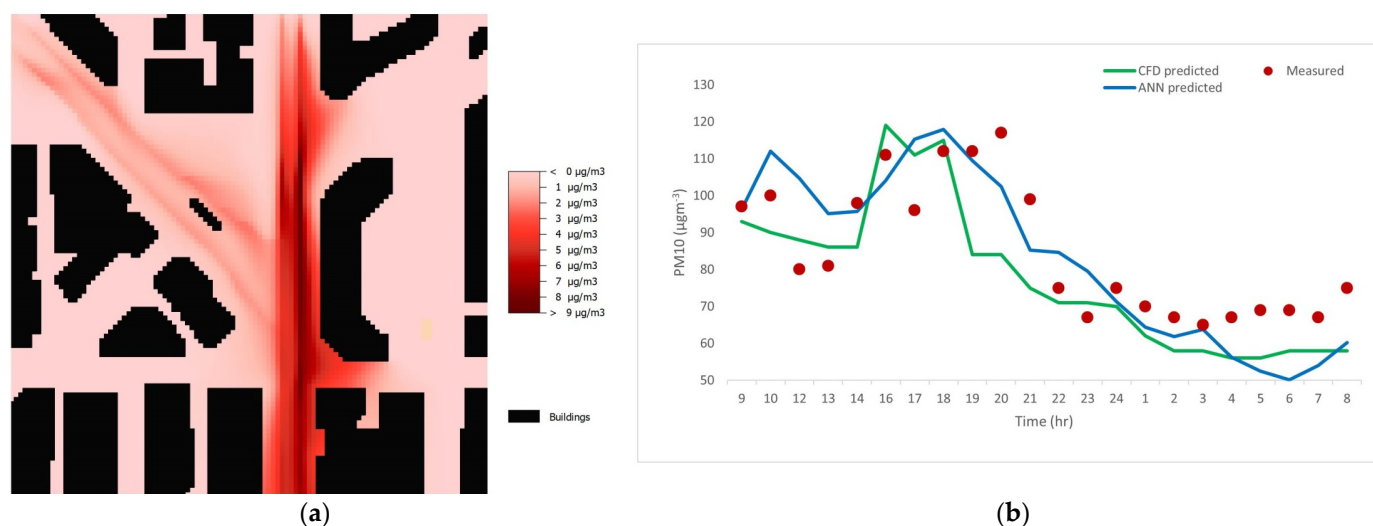 < 0 µg/m3
1 µg/m3
2 µg/m3
3 µg/m3
4 µg/m3
5 µg/m3
6 µg/m3
7 µg/m3
8 µg/m3
> 9 µg/m3
Buildings
(a)
CFD predicted
Measured
ANN predicted
130
120
110
100
90
80
70
60
50
PM10 (µgm⁻³)
9 10 12 13 14 16 17 18 19 20 21 22 23 24 1 2 3 4 5 6 7 8
Time (hr)
(b)